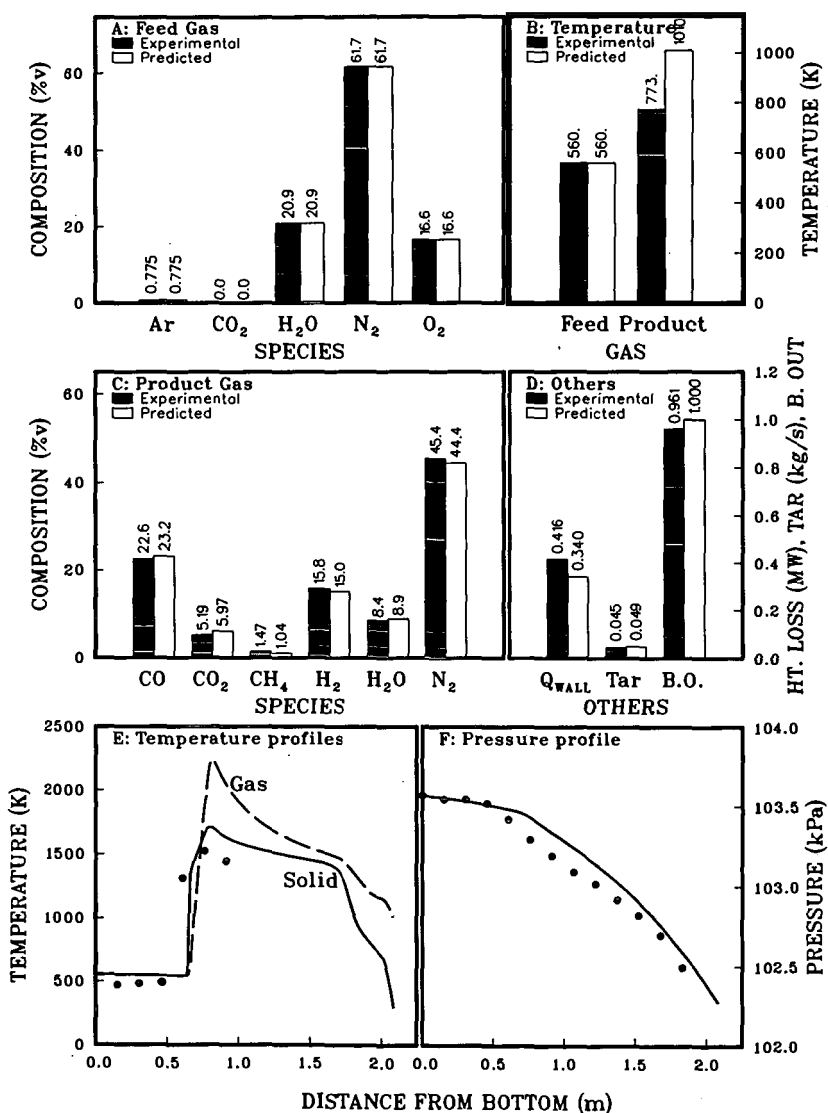 A: Feed Gas
Experimental
Predicted
COMPOSITION (%v)
60
40
20
0
0.775
0.775
0.0
0.0
20.9
20.9
61.7
61.7
16.6
16.6
Ar CO₂ H₂O N₂ O₂
SPECIES
B: Temperature
Experimental
Predicted
560.
560.
773.
1010
1000
800
600
400
200
0
TEMPERATURE (K)
Feed Product
GAS
C: Product Gas
Experimental
Predicted
COMPOSITION (%v)
60
40
20
0
22.6
23.2
5.19
5.97
1.47
1.04
15.8
15.0
8.4
8.9
45.4
44.4
CO CO₂ CH₄ H₂ H₂O N₂
SPECIES
D: Others
Experimental
Predicted
0.416
0.340
0.045
0.049
0.961
1.000
1.2
1.0
0.8
0.6
0.4
0.2
0.0
HT. LOSS (MW), TAR (kg/s), B. OUT
Q_WALL Tar B.O.
OTHERS
E: Temperature profiles
TEMPERATURE (K)
2500
2000
1500
1000
500
0
Gas
Solid
0.0 0.5 1.0 1.5 2.0
F: Pressure profile
104.0
103.5
103.0
102.5
102.0
PRESSURE (kPa)
0.0 0.5 1.0 1.5 2.0
DISTANCE FROM BOTTOM (m)